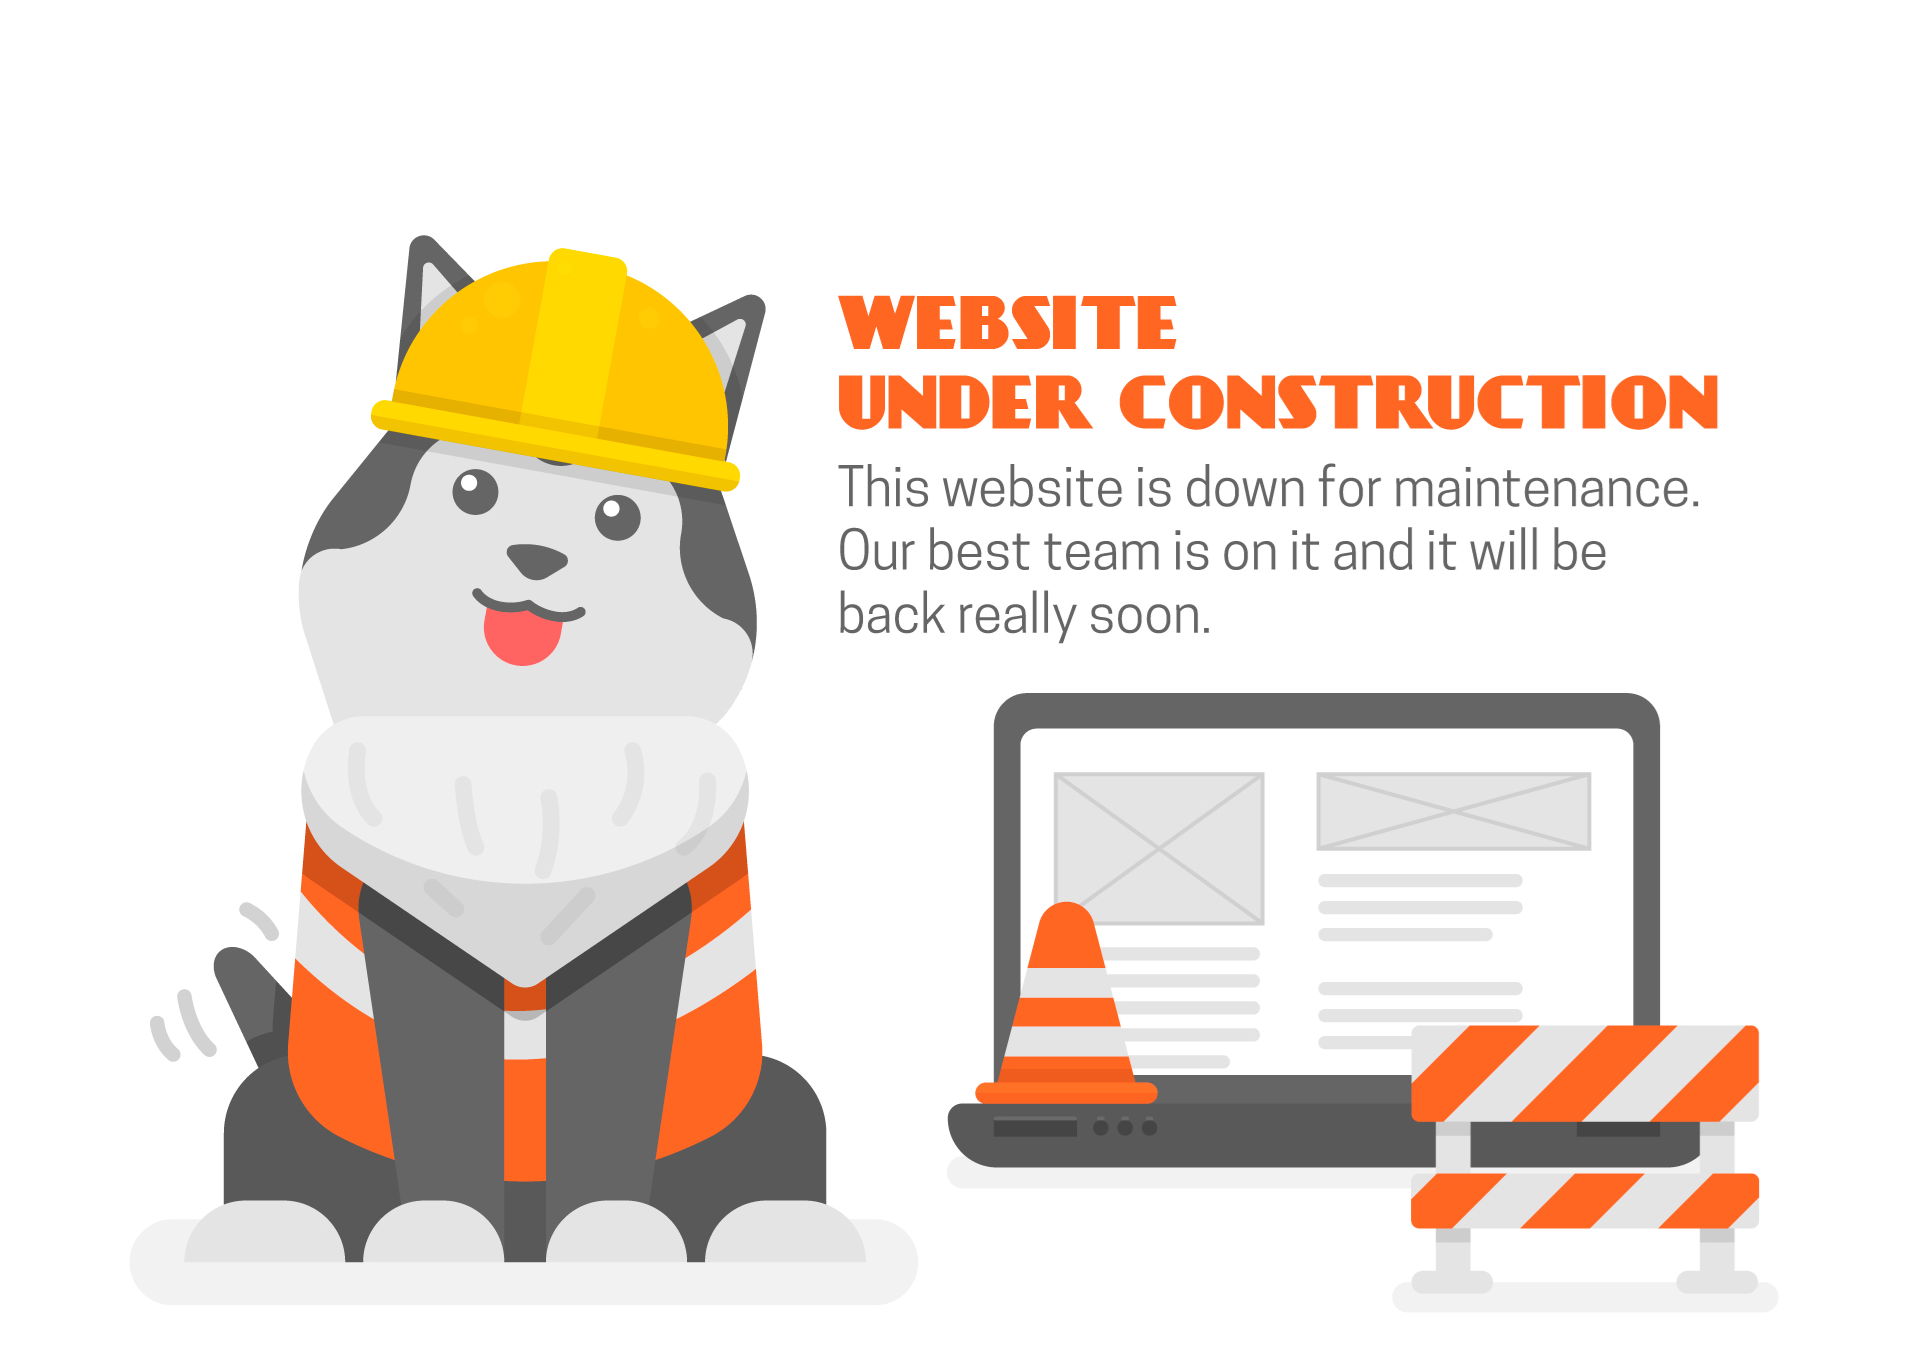 WEBSITE
UNDER CONSTRUCTION
This website is down for maintenance.
Our best team is on it and it will be
back really soon.